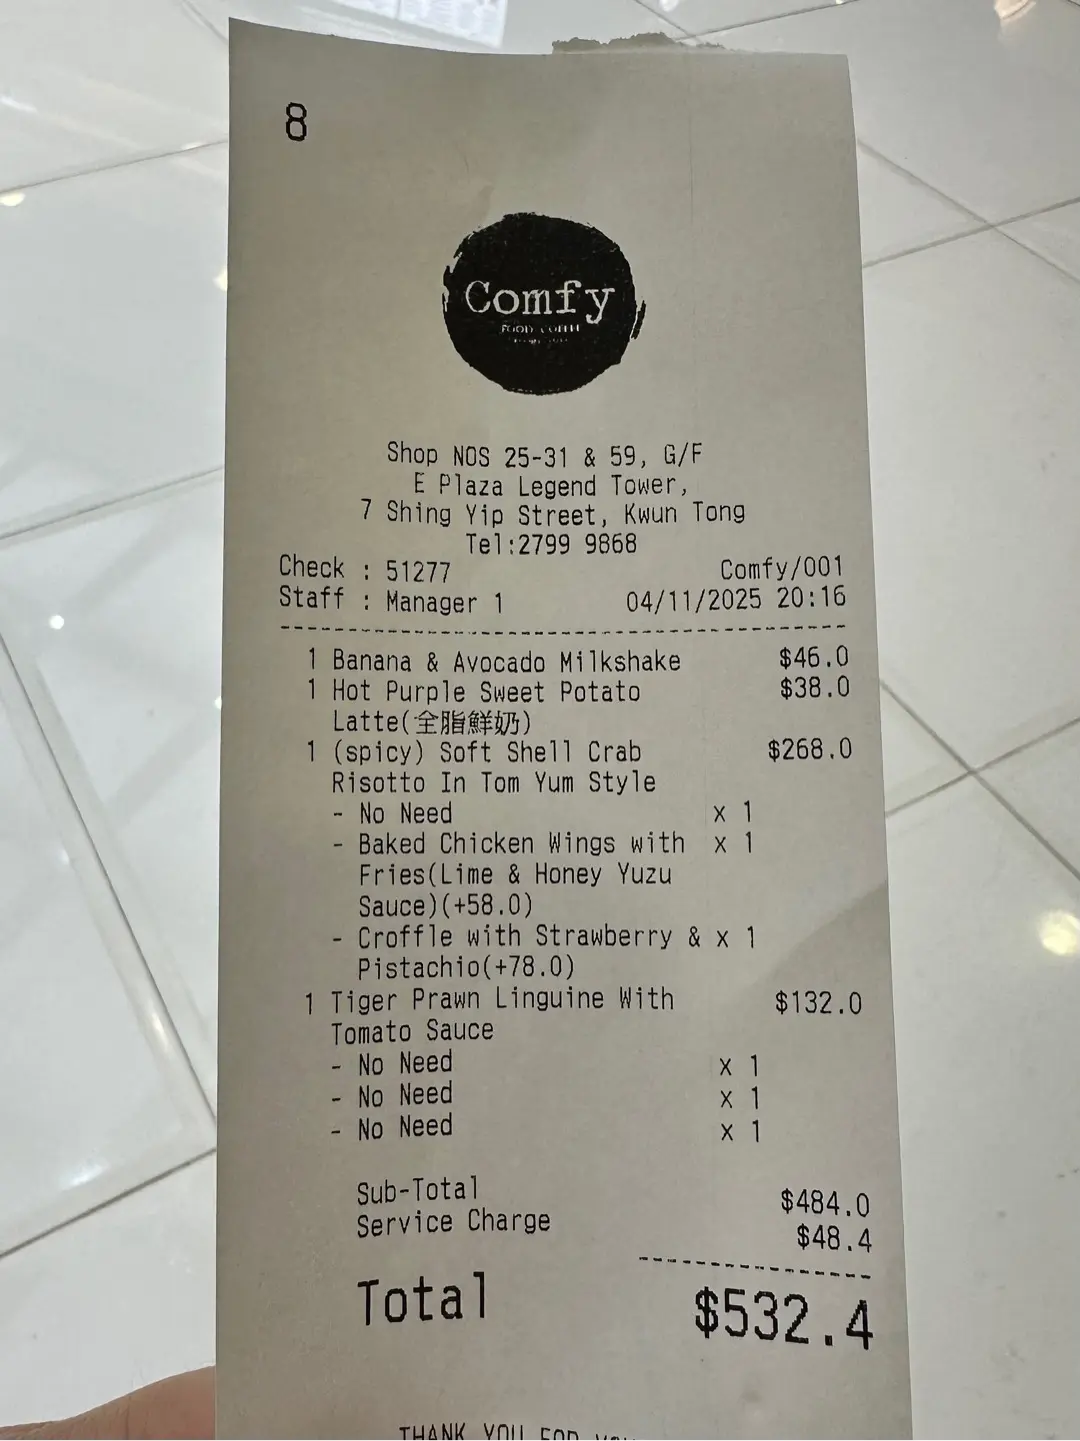 8
Comfy
FOOD
Shop NOS 25-31 & 59, G/F
E Plaza Legend Tower,
7 Shing Yip Street, Kwun Tong
Tel:2799 9868
Check : 51277 Comfy/001
Staff : Manager 1 04/11/2025 20:16
1 Banana & Avocado Milkshake $46.0
1 Hot Purple Sweet Potato $38.0
Latte(全脂鮮奶)
1 (spicy) Soft Shell Crab $268.0
Risotto In Tom Yum Style
- No Need x 1
- Baked Chicken Wings with x 1
Fries(Lime & Honey Yuzu
Sauce)(+58.0)
- Croffle with Strawberry & x 1
Pistachio(+78.0)
1 Tiger Prawn Linguine With $132.0
Tomato Sauce
- No Need x 1
- No Need x 1
- No Need x 1
Sub-Total $484.0
Service Charge $48.4
Total $532.4
THANK YOU FOR